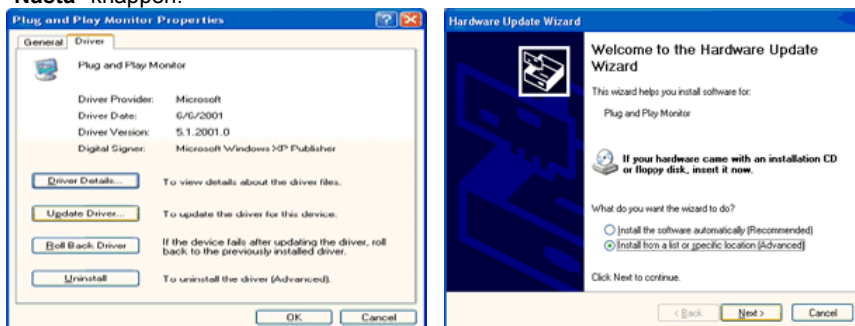 "Nästa"-knappen.
Plug and Play Monitor Properties
General Driver
Plug and Play Monitor
Driver Provider: Microsoft
Driver Date: 6/6/2001
Driver Version: 5.1.2001.0
Digital Signer: Microsoft Windows XP Publisher
Driver Details... To view details about the driver files.
Update Driver... To update the driver for this device.
Roll Back Driver If the device fails after updating the driver, roll
back to the previously installed driver.
Uninstall To uninstall the driver (Advanced).
OK Cancel
Hardware Update Wizard
Welcome to the Hardware Update
Wizard
This wizard helps you install software for:
Plug and Play Monitor
If your hardware came with an installation CD
or floppy disk, insert it now.
What do you want the wizard to do?
Install the software automatically (Recommended)
Install from a list or specific location (Advanced)
Click Next to continue.
< Back Next > Cancel